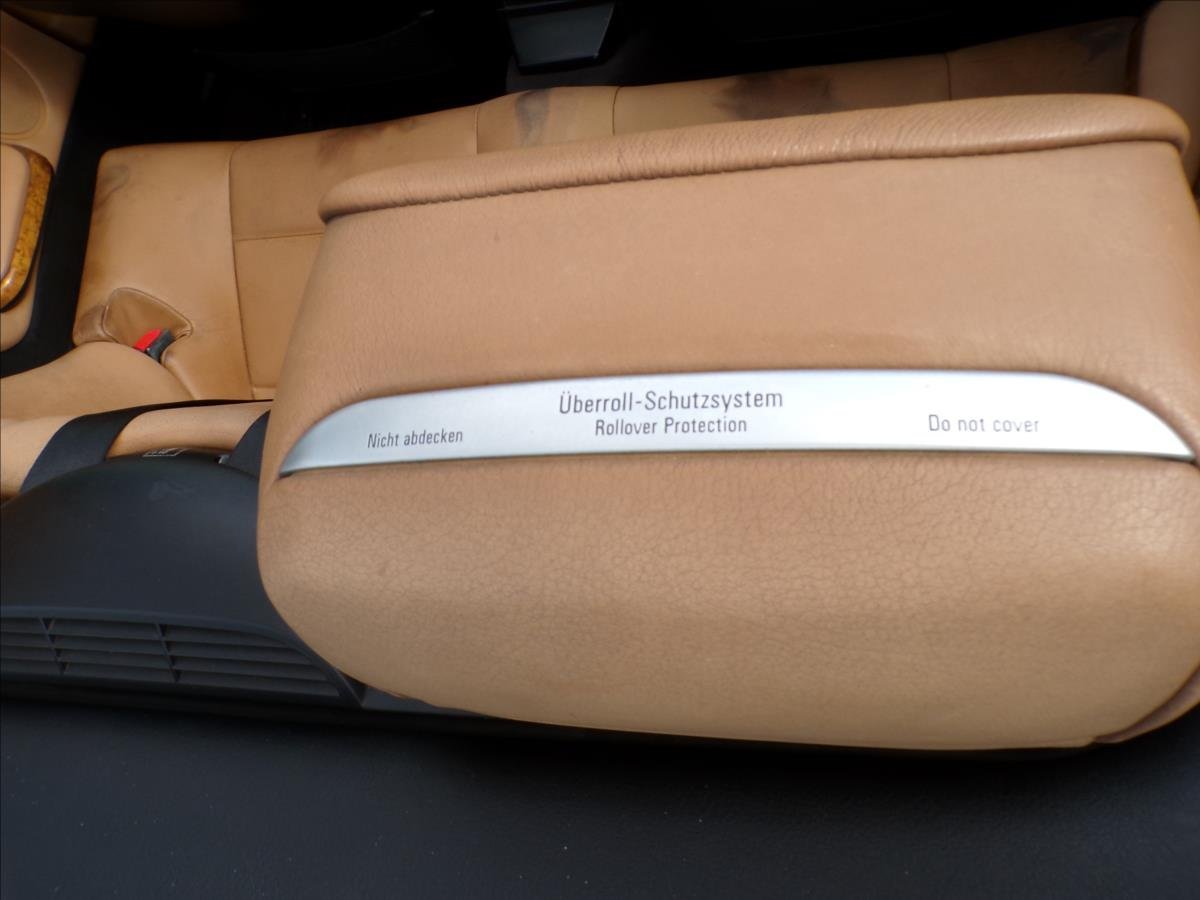 Überroll-Schutzsystem
Rollover Protection
Nicht abdecken
Do not cover